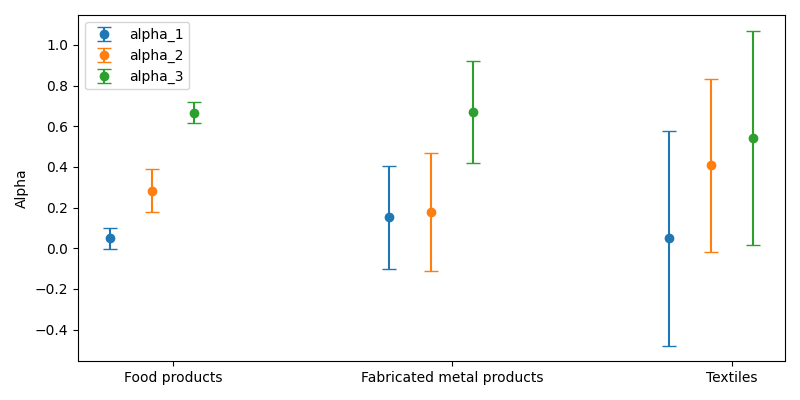 alpha_1
alpha_2
alpha_3
Alpha
1.0
0.8
0.6
0.4
0.2
0.0
−0.2
−0.4
Food products
Fabricated metal products
Textiles